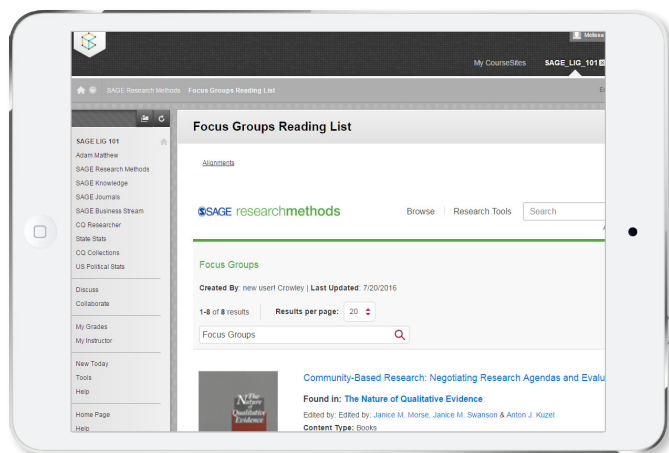 Melissa
My CourseSites SAGE_LIG_101
SAGE Research Methods Focus Groups Reading List
SAGE LIG 101
Adam Matthew
SAGE Research Methods
SAGE Knowledge
SAGE Journals
SAGE Business Stream
CQ Researcher
State Stats
CQ Collections
US Political Stats
Discuss
Collaborate
My Grades
My Instructor
New Today
Tools
Help
Home Page
Help
Focus Groups Reading List
Alignments
SAGE researchmethods
Browse Research Tools Search
Focus Groups
Created By: new user! Crowley | Last Updated: 7/20/2016
1-8 of 8 results Results per page: 20
Focus Groups
The
Nature
of
Qualitative
Evidence
Community-Based Research: Negotiating Research Agendas and Evalu
Found in: The Nature of Qualitative Evidence
Edited by: Edited by: Janice M. Morse, Janice M. Swanson & Anton J. Kuzel
Content Type: Books